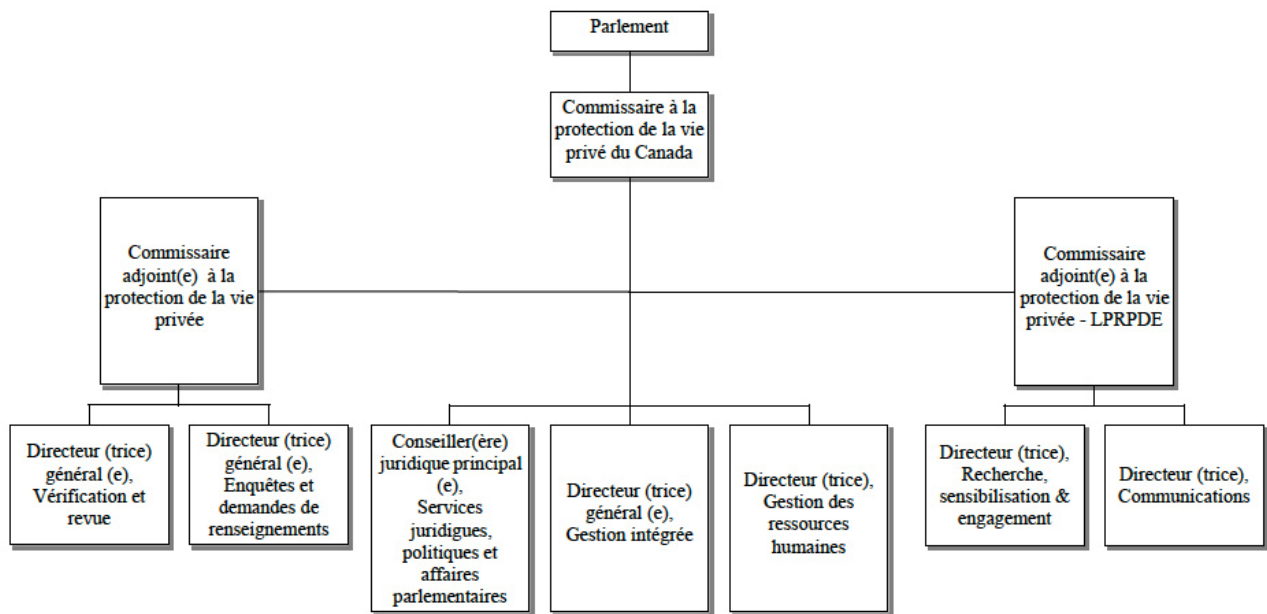 Parlement
Commissaire à la
protection de la vie
privé du Canada
Commissaire
adjoint(e) à la
protection de la vie
privée
Commissaire
adjoint(e) à la
protection de la vie
privée - LPRPDE
Directeur (trice)
général (e),
Vérification et
revue
Directeur (trice)
général (e),
Enquêtes et
demandes de
renseignements
Conseiller(ère)
juridique principal
(e),
Services
juridigues,
politiques et
affaires
parlementaires
Directeur (trice)
général (e),
Gestion intégrée
Directeur (trice),
Gestion des
ressources
humaines
Directeur (trice),
Recherche,
sensibilisation &
engagement
Directeur (trice),
Communications